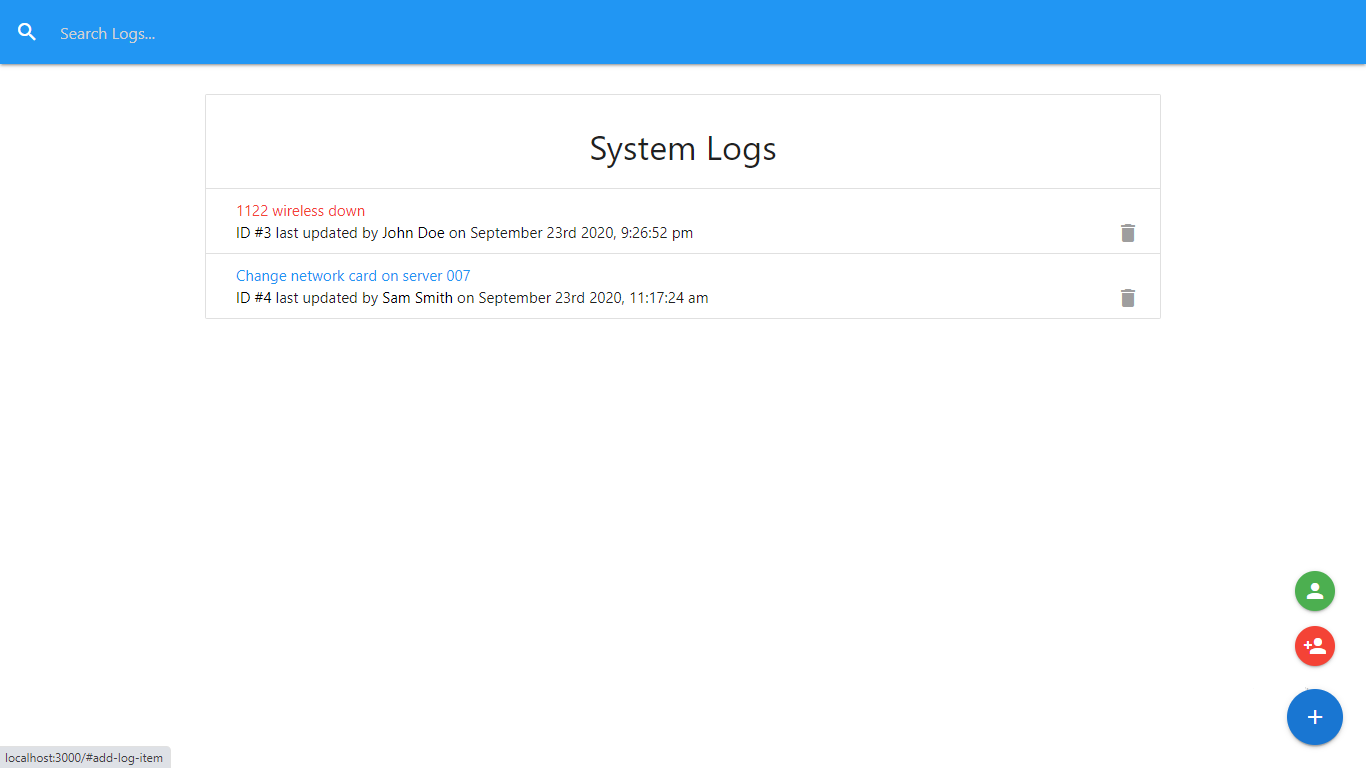 Search Logs...
System Logs
1122 wireless down
ID #3 last updated by John Doe on September 23rd 2020, 9:26:52 pm
Change network card on server 007
ID #4 last updated by Sam Smith on September 23rd 2020, 11:17:24 am
localhost:3000/#add-log-item